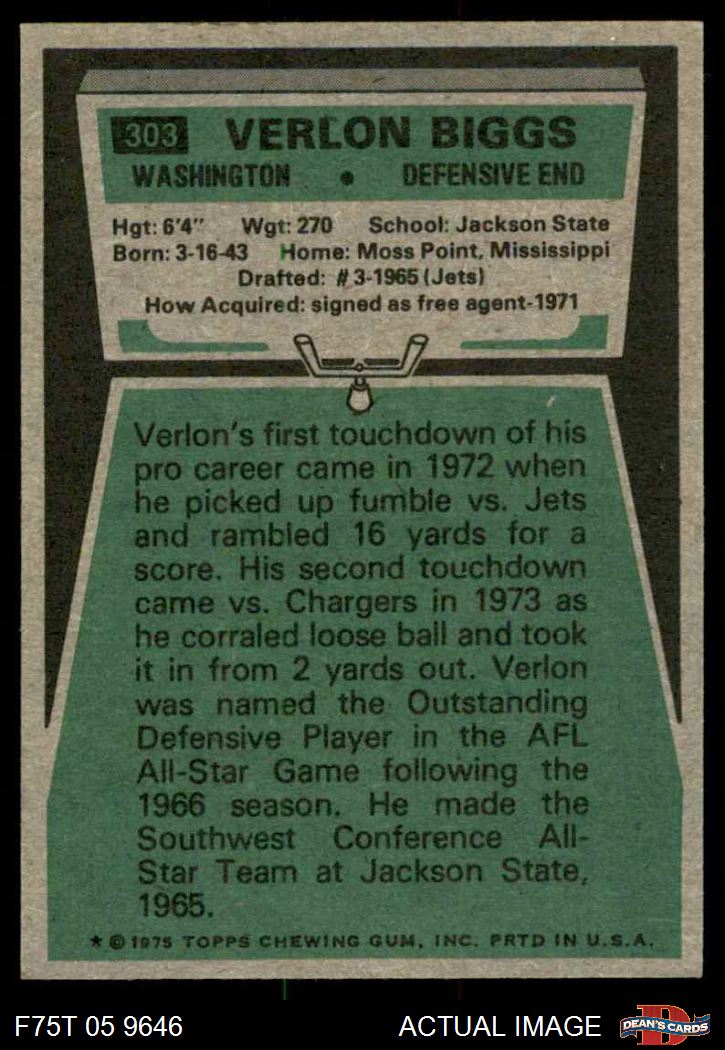 303 VERLON BIGGS
WASHINGTON • DEFENSIVE END
Hgt: 6'4" Wgt: 270 School: Jackson State
Born: 3-16-43 Home: Moss Point, Mississippi
Drafted: #3-1965 (Jets)
How Acquired: signed as free agent-1971
Verlon's first touchdown of his
pro career came in 1972 when
he picked up fumble vs. Jets
and rambled 16 yards for a
score. His second touchdown
came vs. Chargers in 1973 as
he corraled loose ball and took
it in from 2 yards out. Verlon
was named the Outstanding
Defensive Player in the AFL
All-Star Game following the
1966 season. He made the
Southwest Conference All-
Star Team at Jackson State,
1965.
★ © 1975 TOPPS CHEWING GUM, INC. PRTD IN U.S.A.
F75T 05 9646 ACTUAL IMAGE D DEAN'S CARDS